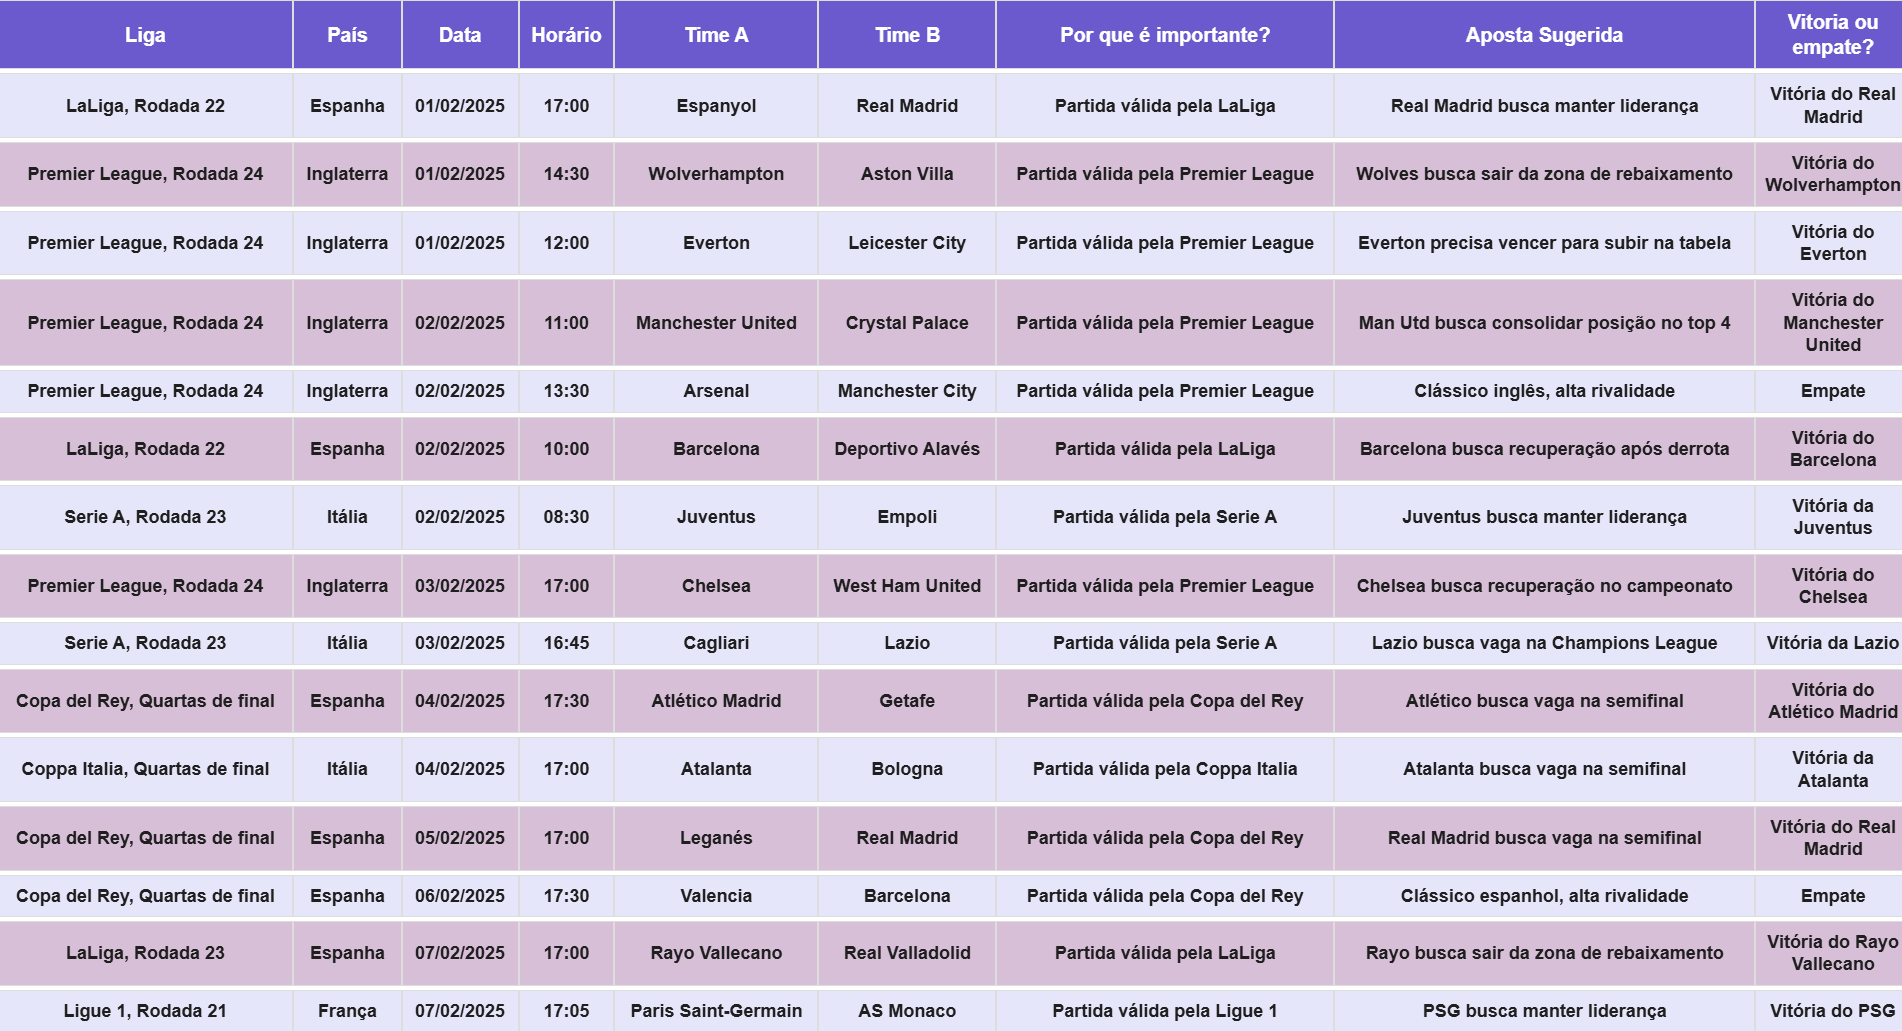 Liga País Data Horário Time A Time B Por que é importante? Aposta Sugerida Vitoria ou
empate?
LaLiga, Rodada 22 Espanha 01/02/2025 17:00 Espanyol Real Madrid Partida válida pela LaLiga Real Madrid busca manter liderança Vitória do Real
Madrid
Premier League, Rodada 24 Inglaterra 01/02/2025 14:30 Wolverhampton Aston Villa Partida válida pela Premier League Wolves busca sair da zona de rebaixamento Vitória do
Wolverhampton
Premier League, Rodada 24 Inglaterra 01/02/2025 12:00 Everton Leicester City Partida válida pela Premier League Everton precisa vencer para subir na tabela Vitória do
Everton
Premier League, Rodada 24 Inglaterra 02/02/2025 11:00 Manchester United Crystal Palace Partida válida pela Premier League Man Utd busca consolidar posição no top 4 Vitória do
Manchester
United
Premier League, Rodada 24 Inglaterra 02/02/2025 13:30 Arsenal Manchester City Partida válida pela Premier League Clássico inglês, alta rivalidade Empate
LaLiga, Rodada 22 Espanha 02/02/2025 10:00 Barcelona Deportivo Alavés Partida válida pela LaLiga Barcelona busca recuperação após derrota Vitória do
Barcelona
Serie A, Rodada 23 Itália 02/02/2025 08:30 Juventus Empoli Partida válida pela Serie A Juventus busca manter liderança Vitória da
Juventus
Premier League, Rodada 24 Inglaterra 03/02/2025 17:00 Chelsea West Ham United Partida válida pela Premier League Chelsea busca recuperação no campeonato Vitória do
Chelsea
Serie A, Rodada 23 Itália 03/02/2025 16:45 Cagliari Lazio Partida válida pela Serie A Lazio busca vaga na Champions League Vitória da Lazio
Copa del Rey, Quartas de final Espanha 04/02/2025 17:30 Atlético Madrid Getafe Partida válida pela Copa del Rey Atlético busca vaga na semifinal Vitória do
Atlético Madrid
Coppa Italia, Quartas de final Itália 04/02/2025 17:00 Atalanta Bologna Partida válida pela Coppa Italia Atalanta busca vaga na semifinal Vitória da
Atalanta
Copa del Rey, Quartas de final Espanha 05/02/2025 17:00 Leganés Real Madrid Partida válida pela Copa del Rey Real Madrid busca vaga na semifinal Vitória do Real
Madrid
Copa del Rey, Quartas de final Espanha 06/02/2025 17:30 Valencia Barcelona Partida válida pela Copa del Rey Clássico espanhol, alta rivalidade Empate
LaLiga, Rodada 23 Espanha 07/02/2025 17:00 Rayo Vallecano Real Valladolid Partida válida pela LaLiga Rayo busca sair da zona de rebaixamento Vitória do Rayo
Vallecano
Ligue 1, Rodada 21 França 07/02/2025 17:05 Paris Saint-Germain AS Monaco Partida válida pela Ligue 1 PSG busca manter liderança Vitória do PSG